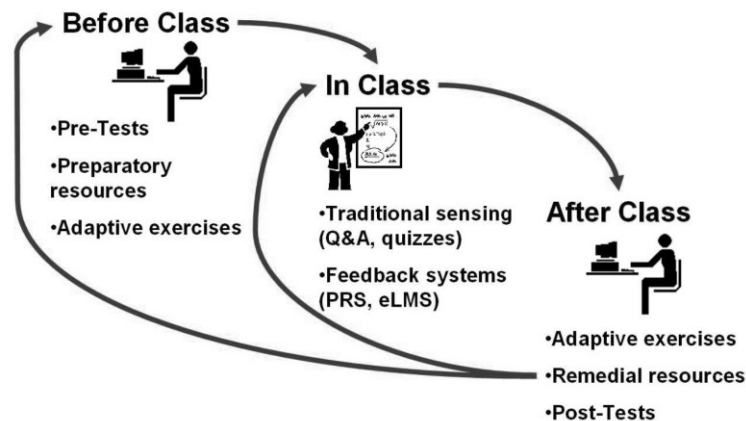 Before Class
•Pre-Tests
•Preparatory
resources
•Adaptive exercises
In Class
•Traditional sensing
(Q&A, quizzes)
•Feedback systems
(PRS, eLMS)
After Class
•Adaptive exercises
•Remedial resources
•Post-Tests